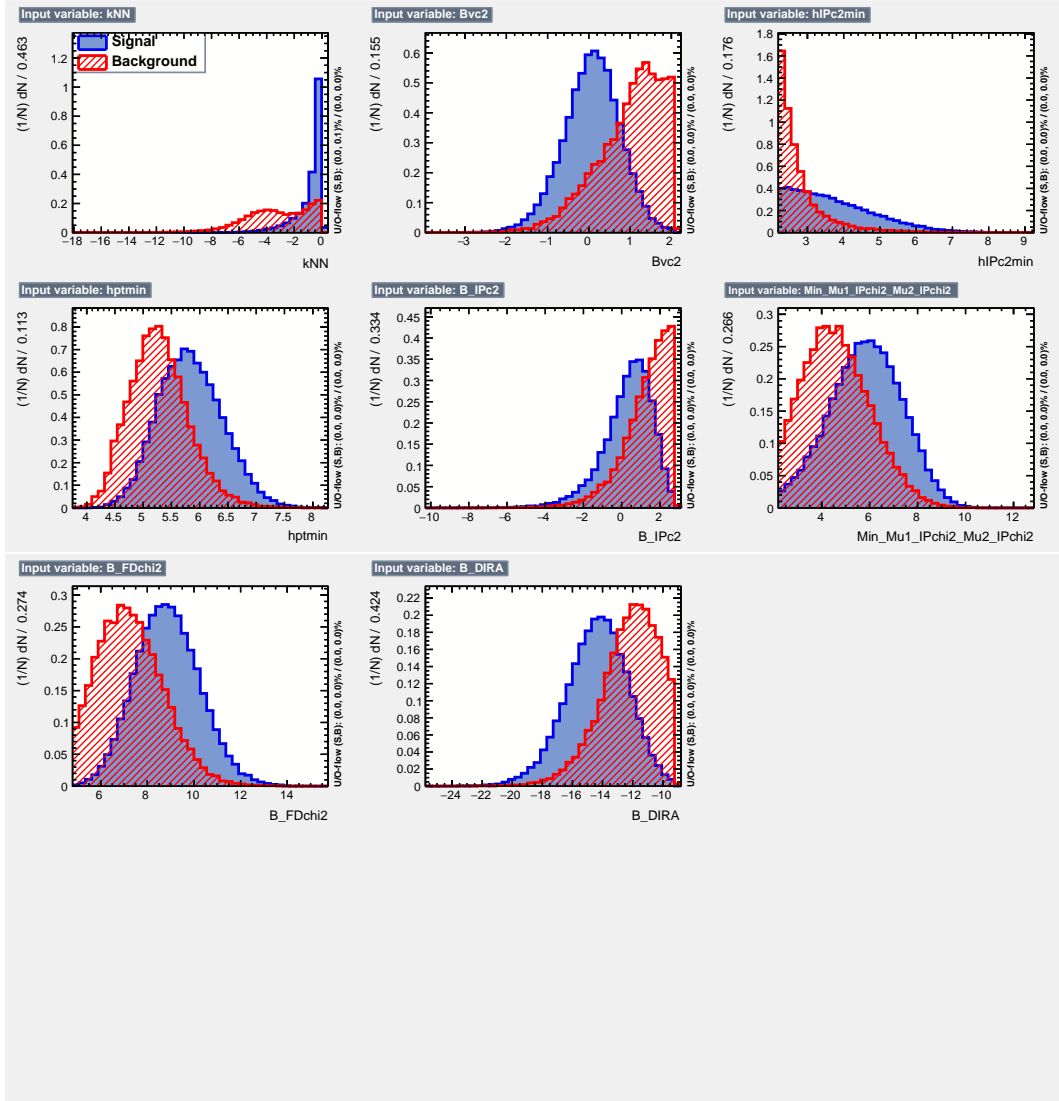 Input variable: kNN
Signal
Background
(1/N) dN / 0.463
0 0.2 0.4 0.6 0.8 1 1.2
−18 −16 −14 −12 −10 −8 −6 −4 −2 0
kNN
U/O-flow (S,B): (0.0, 0.1)% / (0.0, 0.0)%
Input variable: Bvc2
(1/N) dN / 0.155
0 0.1 0.2 0.3 0.4 0.5 0.6
−3 −2 −1 0 1 2
Bvc2
U/O-flow (S,B): (0.0, 0.0)% / (0.0, 0.0)%
Input variable: hIPc2min
(1/N) dN / 0.176
0 0.2 0.4 0.6 0.8 1 1.2 1.4 1.6 1.8
3 4 5 6 7 8 9
hIPc2min
U/O-flow (S,B): (0.0, 0.0)% / (0.0, 0.0)%
Input variable: hptmin
(1/N) dN / 0.113
0 0.1 0.2 0.3 0.4 0.5 0.6 0.7 0.8
4 4.5 5 5.5 6 6.5 7 7.5 8
hptmin
U/O-flow (S,B): (0.0, 0.0)% / (0.0, 0.0)%
Input variable: B_IPc2
(1/N) dN / 0.334
0 0.05 0.1 0.15 0.2 0.25 0.3 0.35 0.4 0.45
−10 −8 −6 −4 −2 0 2
B_IPc2
U/O-flow (S,B): (0.0, 0.0)% / (0.0, 0.0)%
Input variable: Min_Mu1_IPchi2_Mu2_IPchi2
(1/N) dN / 0.266
0 0.05 0.1 0.15 0.2 0.25 0.3
4 6 8 10 12
Min_Mu1_IPchi2_Mu2_IPchi2
U/O-flow (S,B): (0.0, 0.0)% / (0.0, 0.0)%
Input variable: B_FDchi2
(1/N) dN / 0.274
0 0.05 0.1 0.15 0.2 0.25 0.3
6 8 10 12 14
B_FDchi2
U/O-flow (S,B): (0.0, 0.0)% / (0.0, 0.0)%
Input variable: B_DIRA
(1/N) dN / 0.424
0.02 0.04 0.06 0.08 0.1 0.12 0.14 0.16 0.18 0.2 0.22
−24 −22 −20 −18 −16 −14 −12 −10
B_DIRA
U/O-flow (S,B): (0.0, 0.0)% / (0.0, 0.0)%